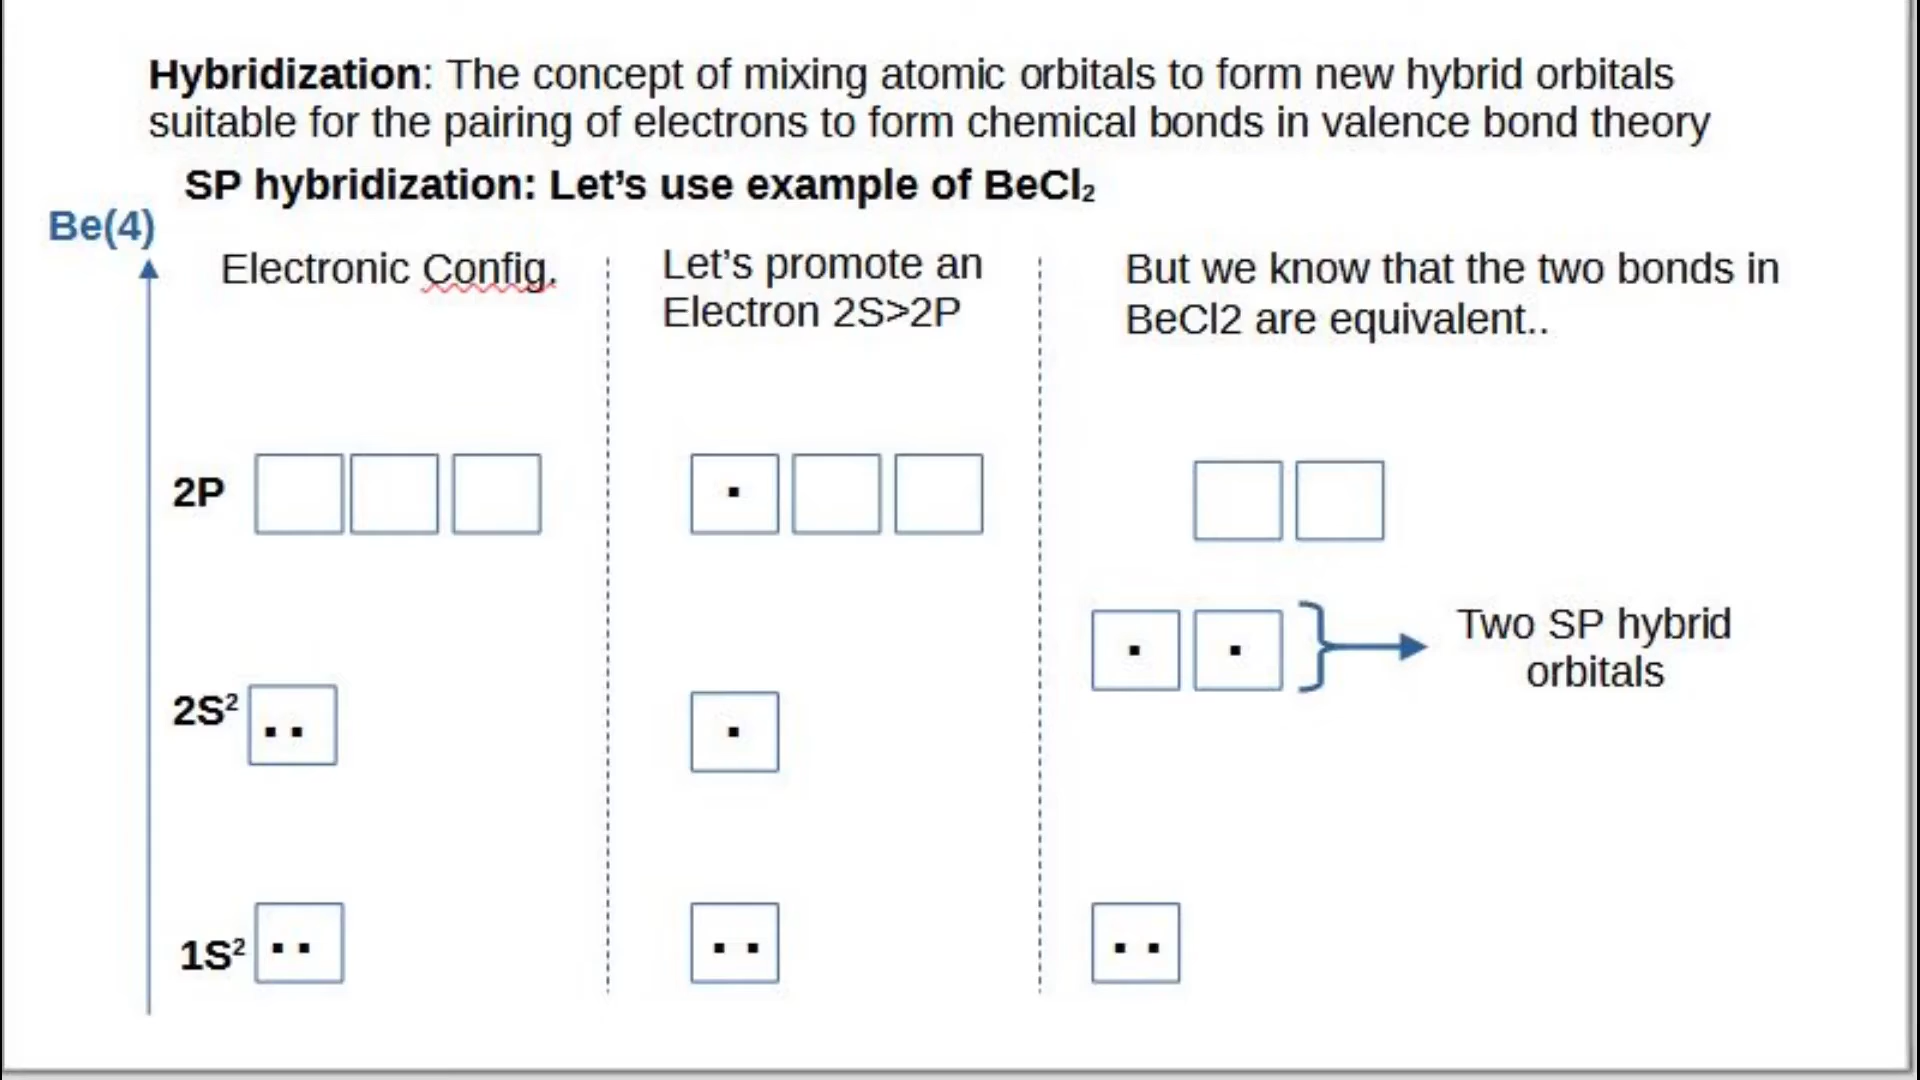 Hybridization: The concept of mixing atomic orbitals to form new hybrid orbitals
suitable for the pairing of electrons to form chemical bonds in valence bond theory
SP hybridization: Let’s use example of BeCl₂
Be(4)
Electronic Config.
Let’s promote an
Electron 2S>2P
But we know that the two bonds in
BeCl2 are equivalent..
2P
Two SP hybrid
orbitals
2S²
1S²